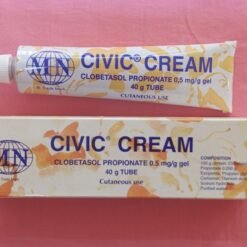 MN
CIVIC® CREAM
CLOBETASOL PROPIONATE 0,5 mg/g gel
40 g TUBE
CUTANEOUS USE
MN
CIVIC® CREAM
CLOBETASOL PROPIONATE 0,5 mg/g gel
40 g TUBE
Cutaneous use
COMPOSITION